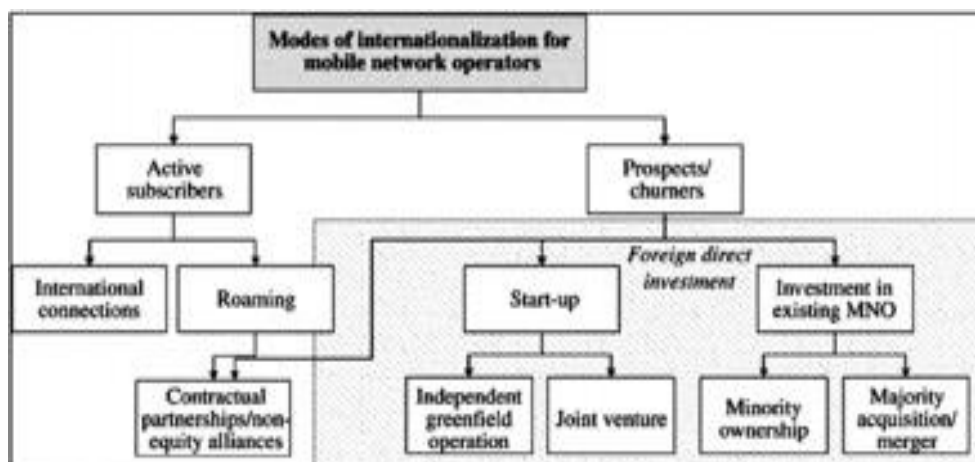 Modes of internationalization for
mobile network operators
Active
subscribers
Prospects/
churners
International
connections
Roaming
Start-up
Foreign direct
investment
Investment in
existing MNO
Contractual
partnerships/non-
equity alliances
Independent
greenfield
operation
Joint venture
Minority
ownership
Majority
acquisition/
merger